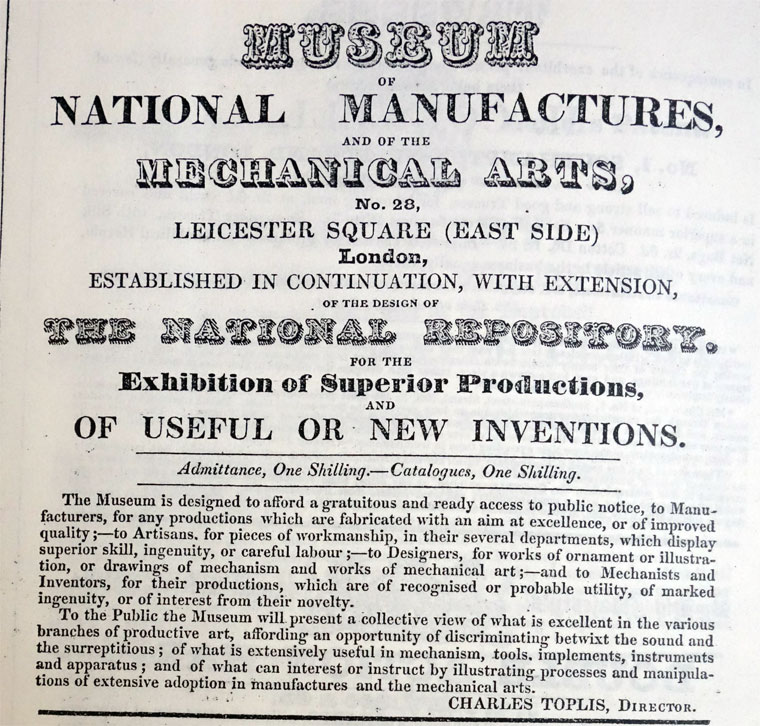 MUSEUM
OF
NATIONAL MANUFACTURES,
AND OF THE
MECHANICAL ARTS,
No. 28,
LEICESTER SQUARE (EAST SIDE)
London,
ESTABLISHED IN CONTINUATION, WITH EXTENSION,
OF THE DESIGN OF
THE NATIONAL REPOSITORY,
FOR THE
Exhibition of Superior Productions,
AND
OF USEFUL OR NEW INVENTIONS.
Admittance, One Shilling.—Catalogues, One Shilling.
The Museum is designed to afford a gratuitous and ready access to public notice, to Manu-
facturers, for any productions which are fabricated with an aim at excellence, or of improved
quality;—to Artisans. for pieces of workmanship, in their several departments, which display
superior skill, ingenuity, or careful labour;—to Designers, for works of ornament or illustra-
tion, or drawings of mechanism and works of mechanical art;—and to Mechanists and
Inventors, for their productions, which are of recognised or probable utility, of marked
ingenuity, or of interest from their novelty.
To the Public the Museum will present a collective view of what is excellent in the various
branches of productive art, affording an opportunity of discriminating betwixt the sound and
the surreptitious; of what is extensively useful in mechanism, tools. implements, instruments
and apparatus; and of what can interest or instruct by illustrating processes and manipula-
tions of extensive adoption in manufactures and the mechanical arts.
CHARLES TOPLIS, DIRECTOR.